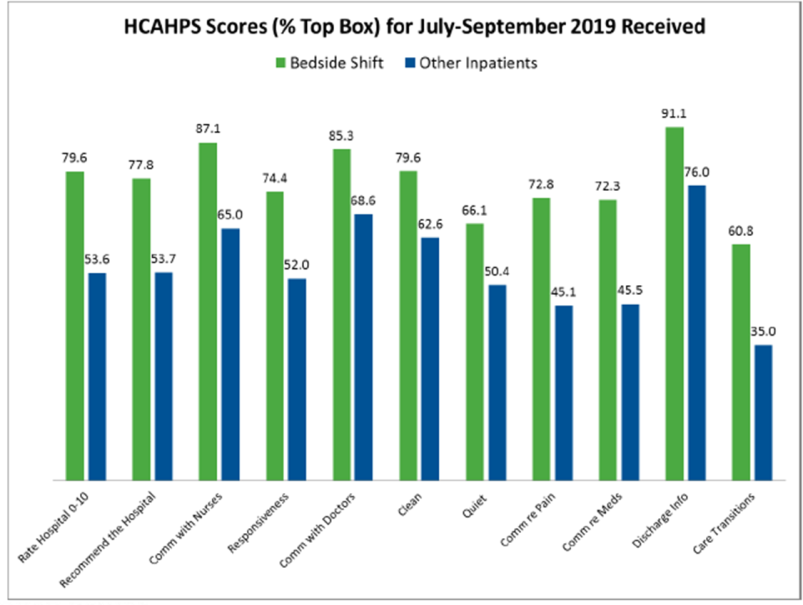 HCAHPS Scores (% Top Box) for July-September 2019 Received
Bedside Shift Other Inpatients
79.6 53.6
77.8 53.7
87.1 65.0
74.4 52.0
85.3 68.6
79.6 62.6
66.1 50.4
72.8 45.1
72.3 45.5
91.1 76.0
60.8 35.0
Rate Hospital 0-10
Recommend the Hospital
Comm with Nurses
Responsiveness
Comm with Doctors
Clean
Quiet
Comm re Pain
Comm re Meds
Discharge Info
Care Transitions